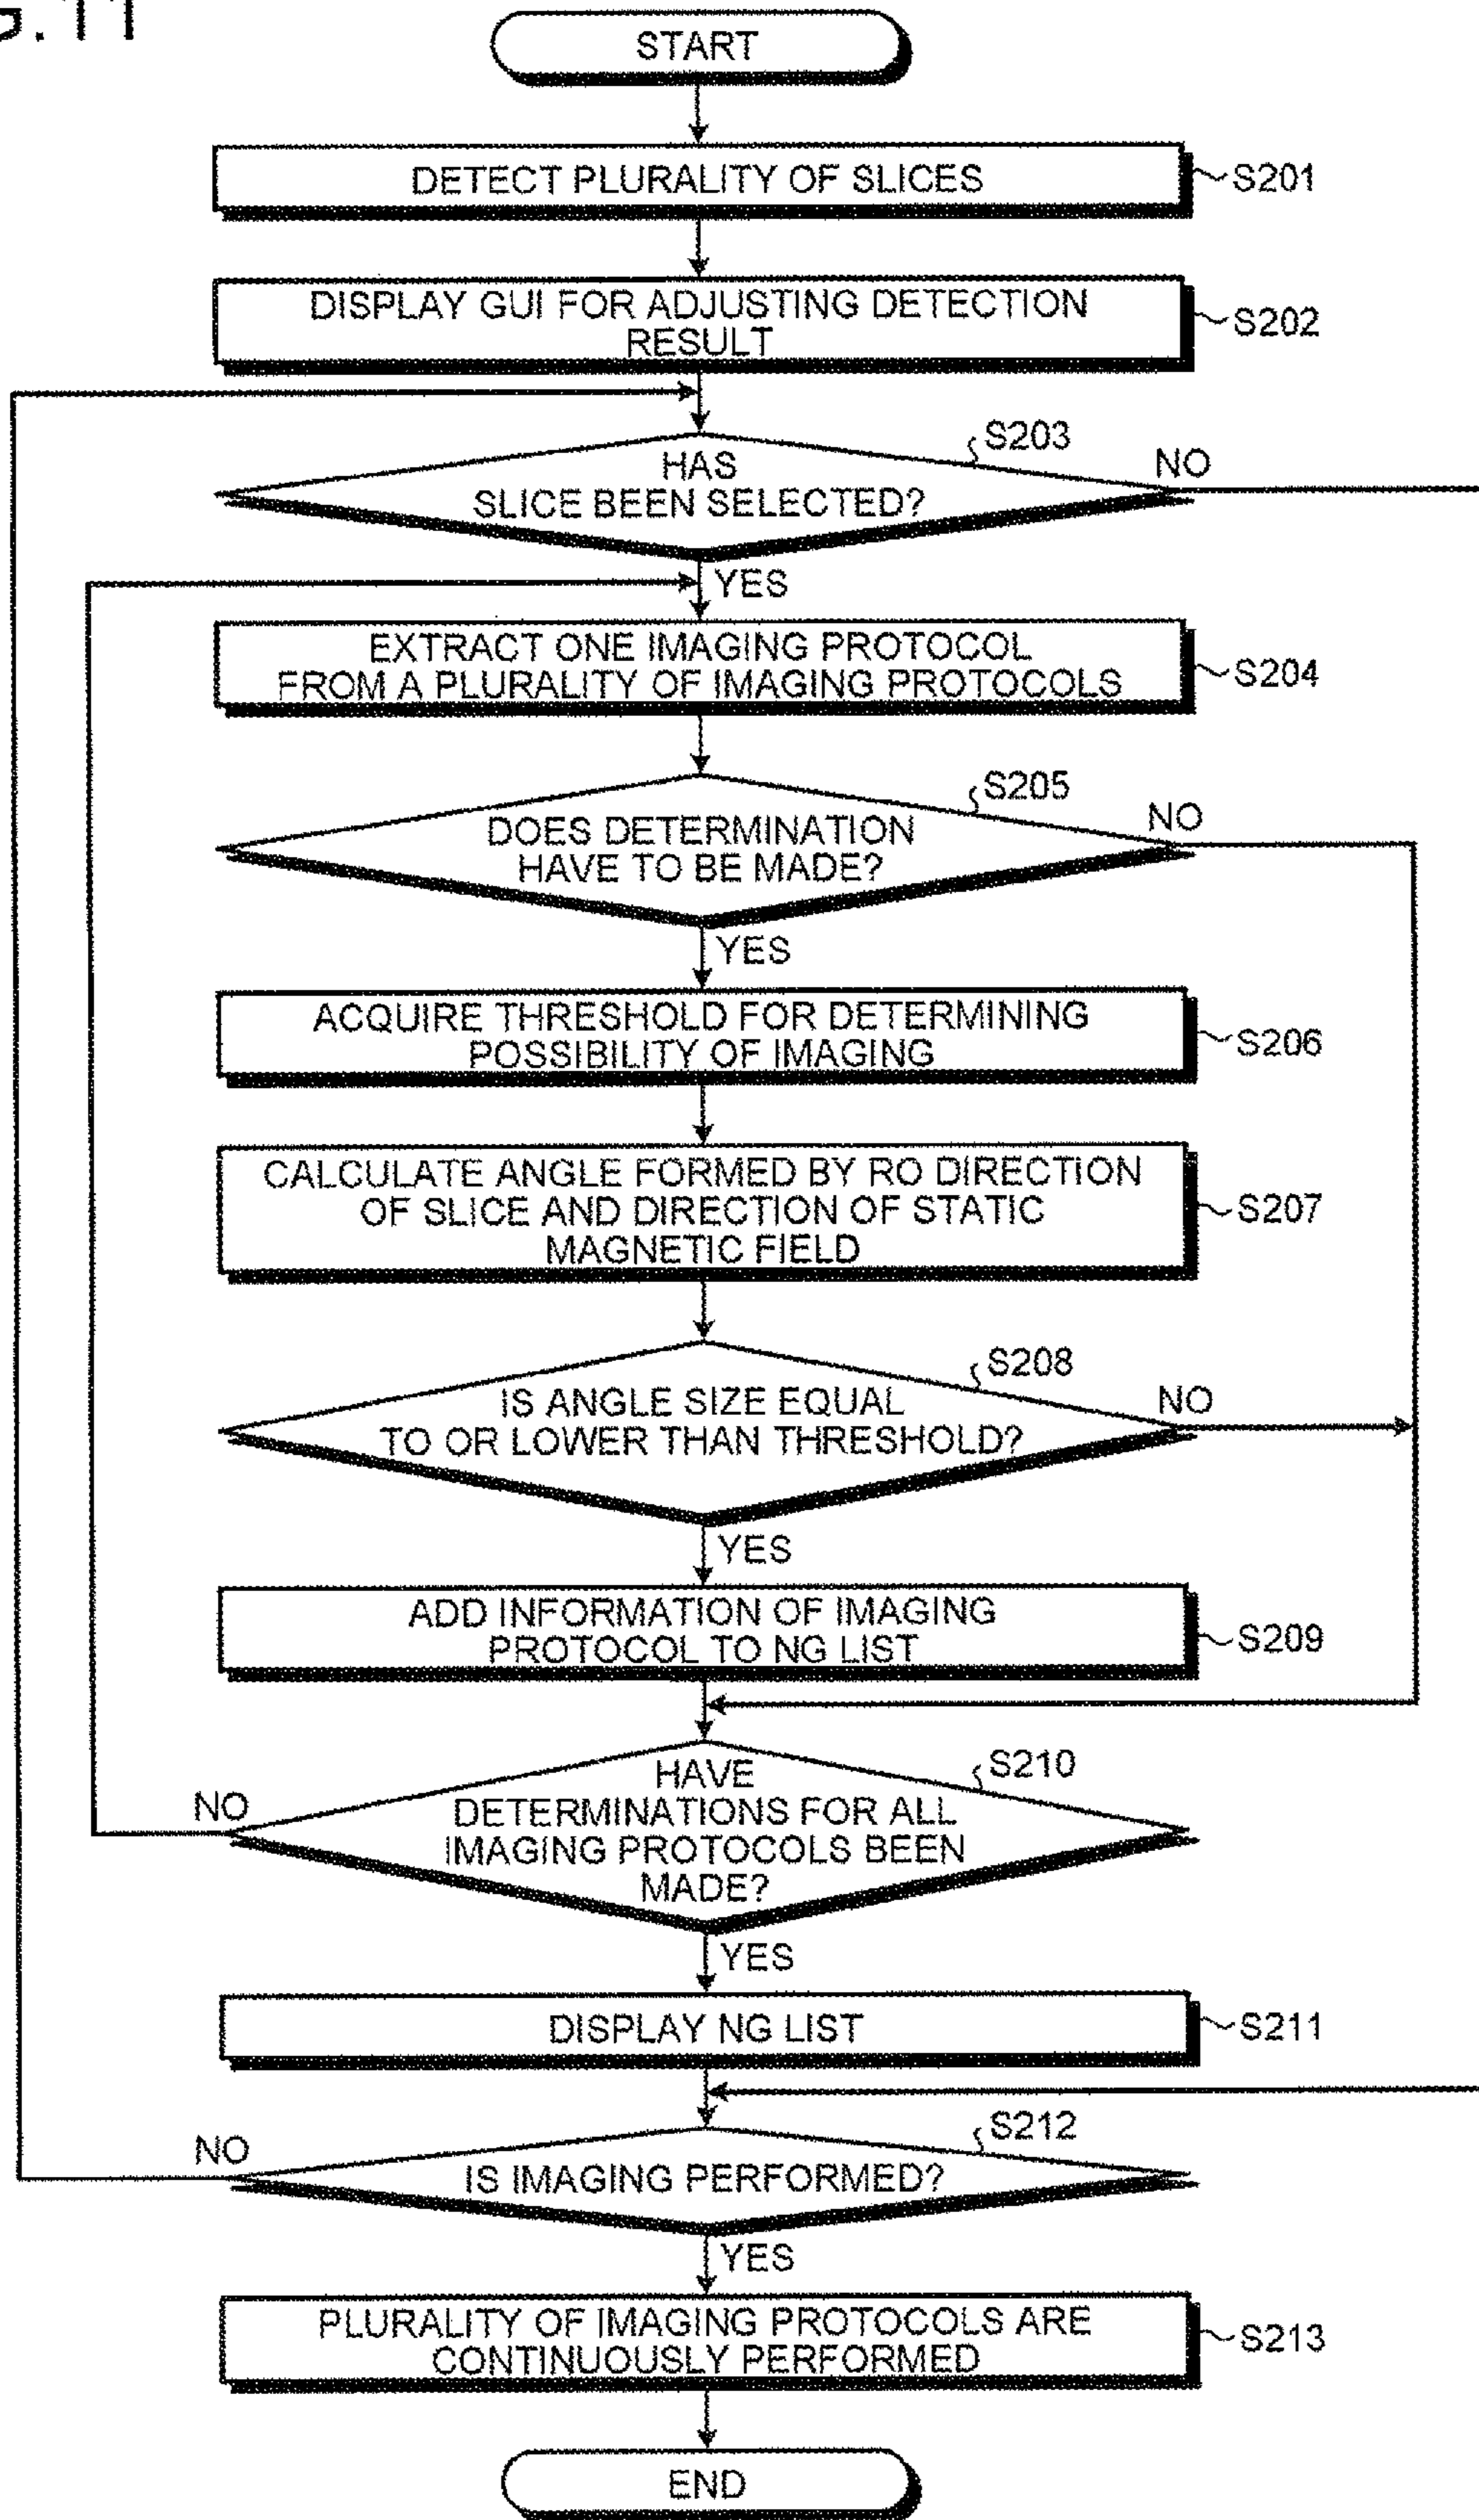 G.11
START
DETECT PLURALITY OF SLICES
S201
DISPLAY GUI FOR ADJUSTING DETECTION
RESULT
S202
S203
HAS
SLICE BEEN SELECTED?
NO
YES
EXTRACT ONE IMAGING PROTOCOL
FROM A PLURALITY OF IMAGING PROTOCOLS
S204
S205
DOES DETERMINATION
HAVE TO BE MADE?
NO
YES
ACQUIRE THRESHOLD FOR DETERMINING
POSSIBILITY OF IMAGING
S206
CALCULATE ANGLE FORMED BY RO DIRECTION
OF SLICE AND DIRECTION OF STATIC
MAGNETIC FIELD
S207
S208
IS ANGLE SIZE EQUAL
TO OR LOWER THAN THRESHOLD?
NO
YES
ADD INFORMATION OF IMAGING
PROTOCOL TO NG LIST
S209
S210
HAVE
DETERMINATIONS FOR ALL
IMAGING PROTOCOLS BEEN
MADE?
NO
YES
DISPLAY NG LIST
S211
S212
IS IMAGING PERFORMED?
NO
YES
PLURALITY OF IMAGING PROTOCOLS ARE
CONTINUOUSLY PERFORMED
S213
END